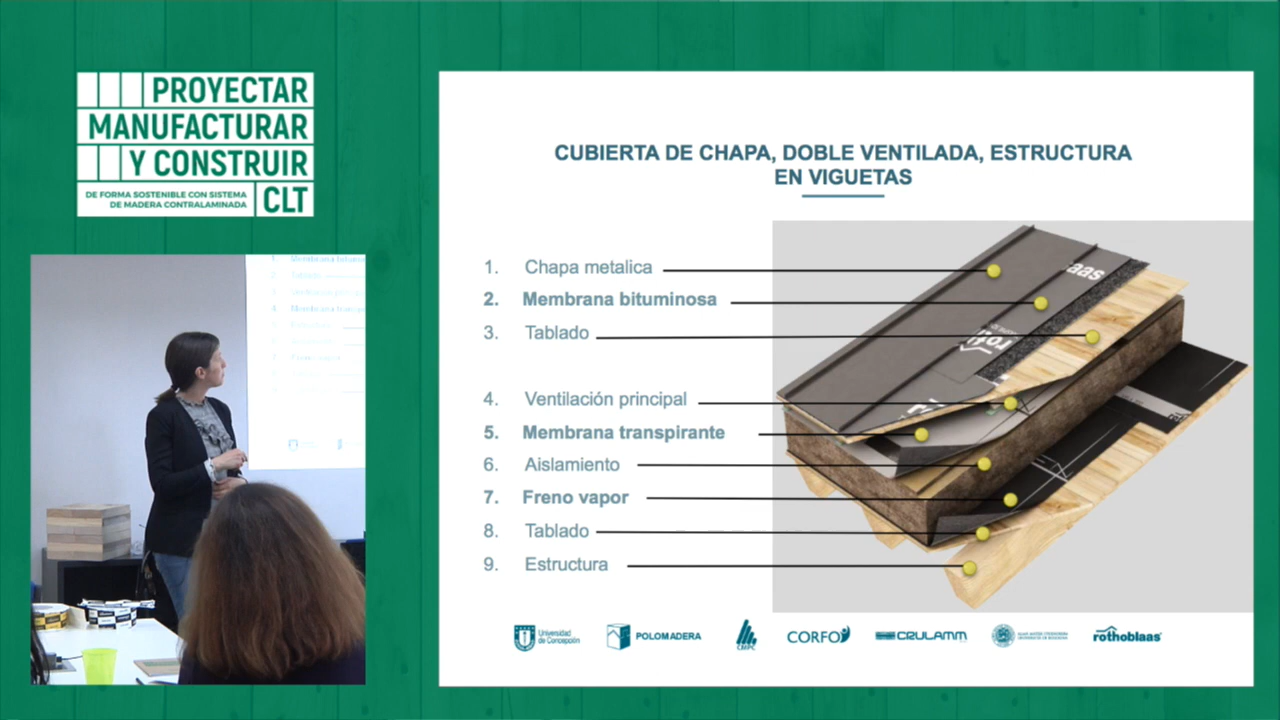 PROYECTAR
MANUFACTURAR
Y CONSTRUIR
DE FORMA SOSTENIBLE CON SISTEMA
DE MADERA CONTRALAMINADA
CLT
CUBIERTA DE CHAPA, DOBLE VENTILADA, ESTRUCTURA
EN VIGUETAS
1. Chapa metalica
2. Membrana bituminosa
3. Tablado
4. Ventilación principal
5. Membrana transpirante
6. Aislamiento
7. Freno vapor
8. Tablado
9. Estructura
aas
Universidad
de Concepción
POLOMADERA
CMPC
CORFO
CRULAMM
rothoblaas